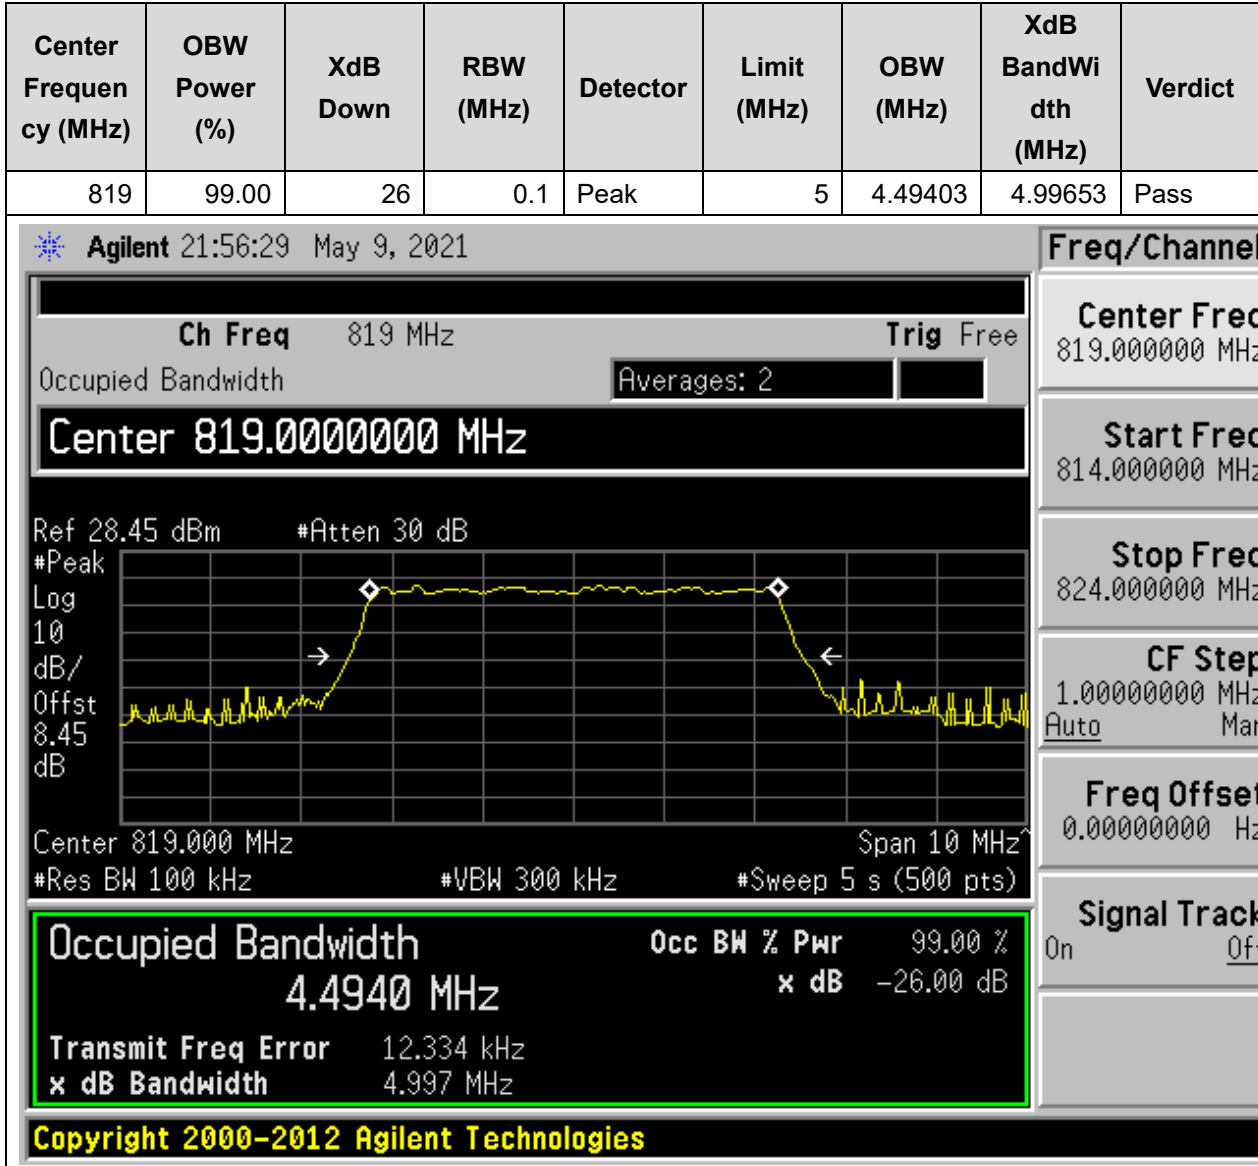 Center Frequen cy (MHz) OBW Power (%) XdB Down RBW (MHz) Detector Limit (MHz) OBW (MHz) XdB BandWi dth (MHz) Verdict
819 99.00 26 0.1 Peak 5 4.49403 4.99653 Pass
Agilent 21:56:29 May 9, 2021
Freq/Channel
Ch Freq 819 MHz Trig Free
Occupied Bandwidth Averages: 2
Center 819.0000000 MHz
Ref 28.45 dBm #Atten 30 dB
#Peak
Log
10
dB/
Offst
8.45
dB
Center 819.000 MHz Span 10 MHz^
#Res BW 100 kHz #VBW 300 kHz #Sweep 5 s (500 pts)
Occupied Bandwidth Occ BW % Pwr 99.00 %
4.4940 MHz x dB -26.00 dB
Transmit Freq Error 12.334 kHz
x dB Bandwidth 4.997 MHz
Center Freq
819.000000 MHz
Start Freq
814.000000 MHz
Stop Freq
824.000000 MHz
CF Step
1.00000000 MHz
Auto Man
Freq Offset
0.00000000 Hz
Signal Track
On Off
Copyright 2000-2012 Agilent Technologies